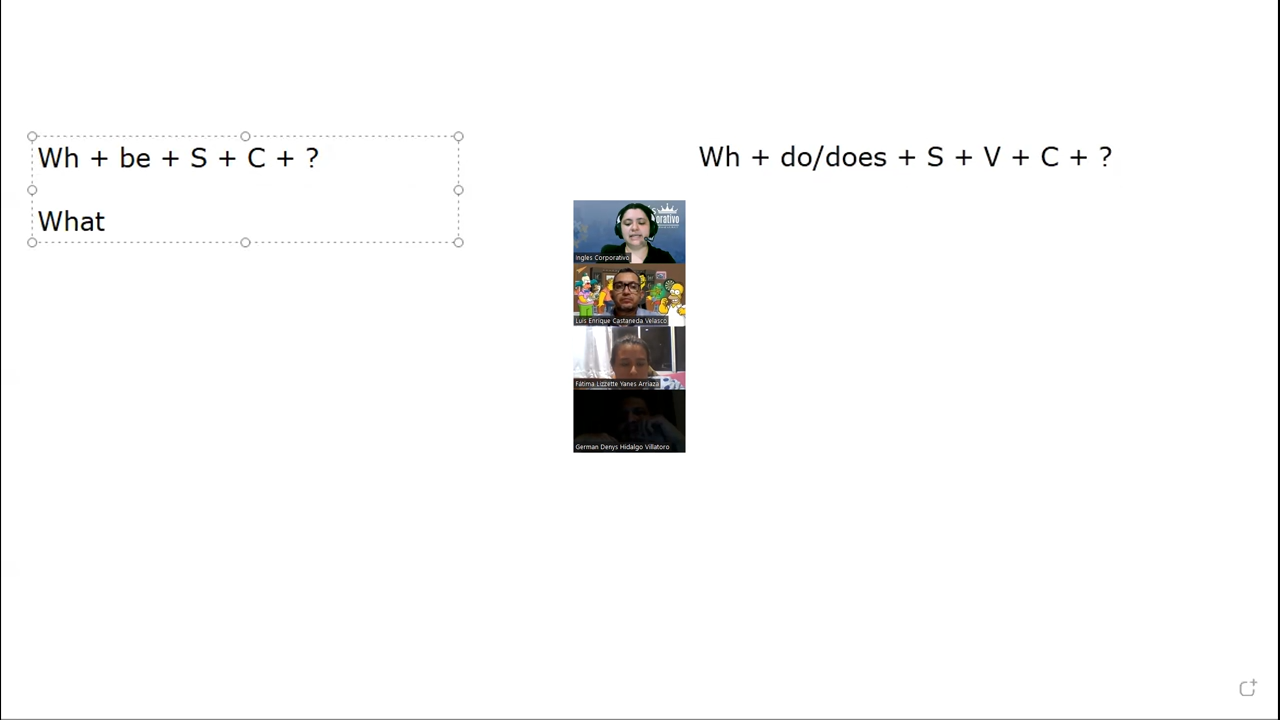 Wh + be + S + C + ?
What
Wh + do/does + S + V + C + ?
orativo
Ingles Corporativo
Luis Enrique Castaneda Velasco
Fatima Lizzette Yanes Arriaza
German Denys Hidalgo Villatoro